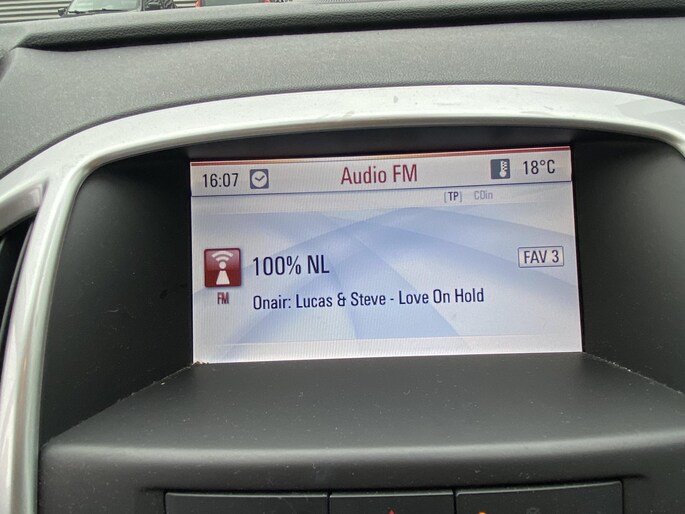 16:07 Audio FM 18°C
[TP] CDin
100% NL FAV 3
FM
Onair: Lucas & Steve - Love On Hold